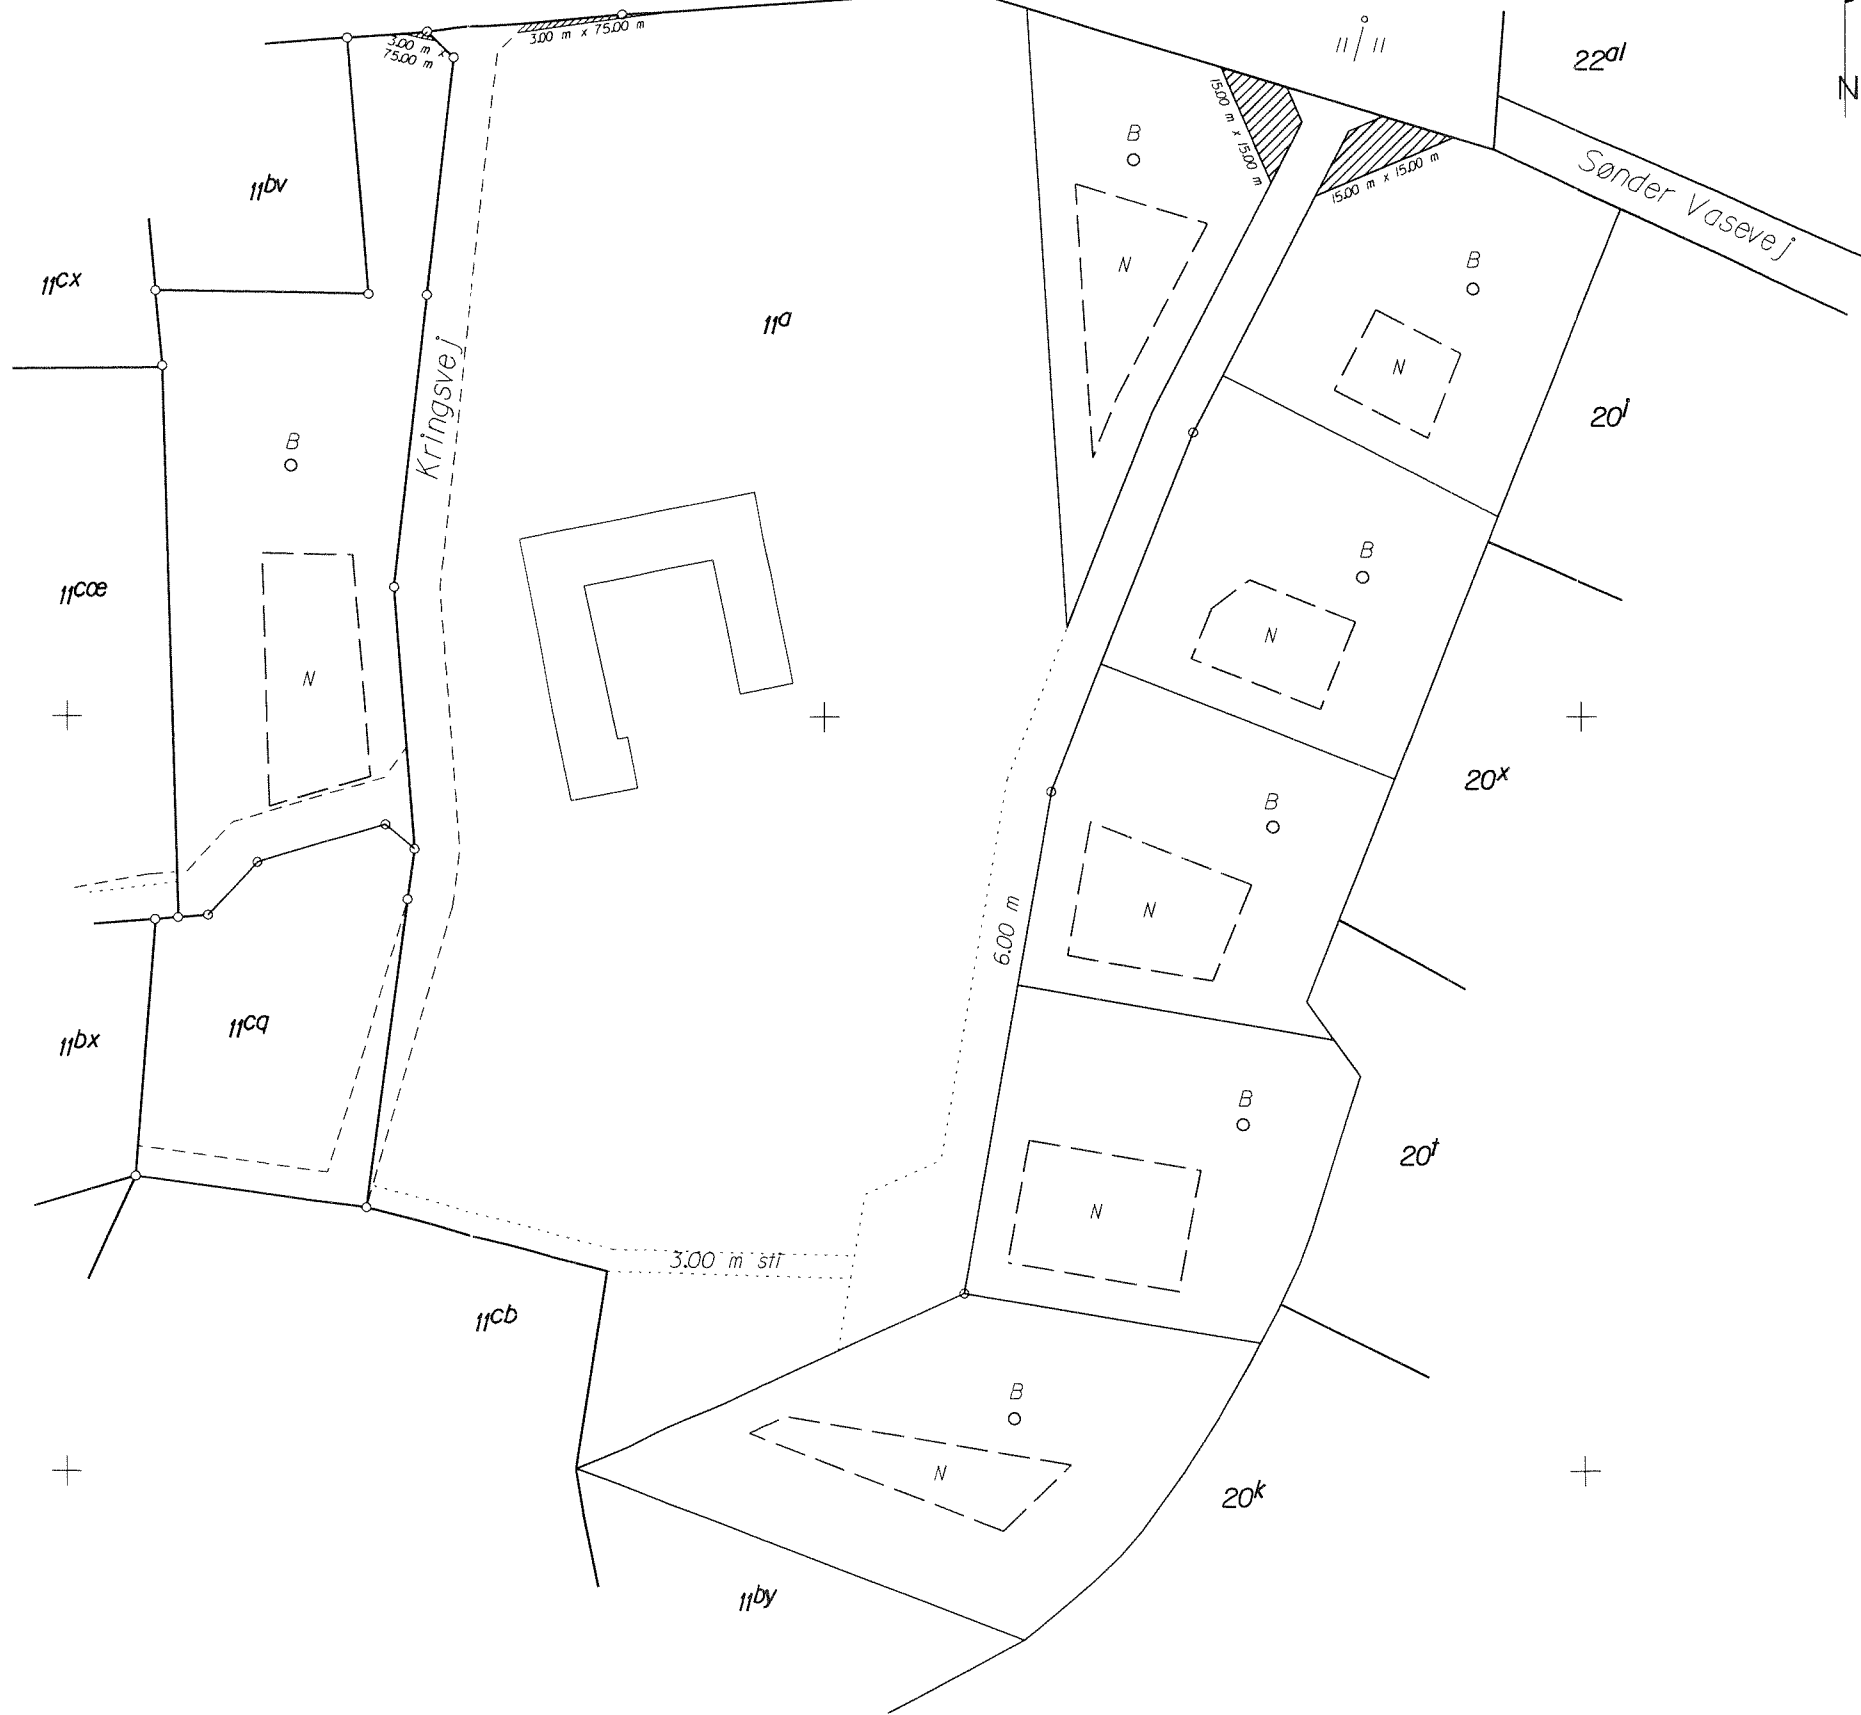 3.00 m x
75.00 m
3.00 m x 75.00 m
22al
N
15.00 m x 15.00 m
15.00 m x 15.00 m
Sønder Vasevej
B
N
11bv
11cx
11a
B
N
20i
Kringsvej
B
N
11cœ
B
N
20x
B
N
6.00 m
11cq
11bx
B
N
20t
3.00 m sti
11cb
B
N
20k
11by